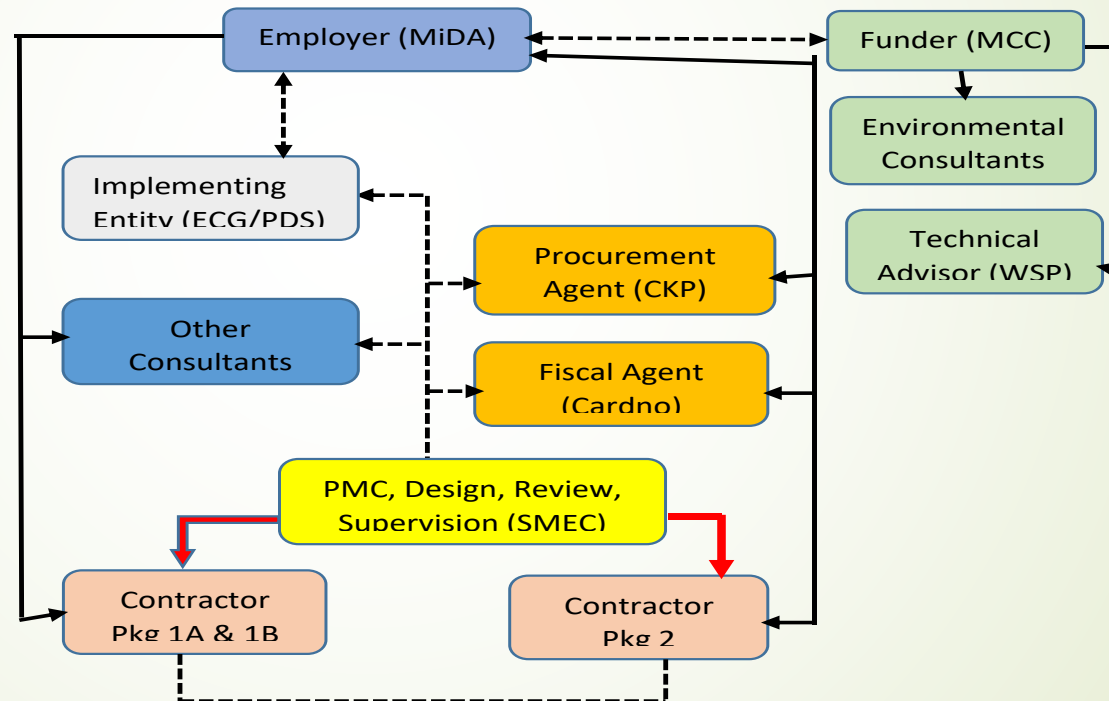 Employer (MiDA)
Funder (MCC)
Environmental
Consultants
Implementing
Entity (ECG/PDS)
Technical
Advisor (WSP)
Procurement
Agent (CKP)
Other
Consultants
Fiscal Agent
(Cardno)
PMC, Design, Review,
Supervision (SMEC)
Contractor
Pkg 1A & 1B
Contractor
Pkg 2